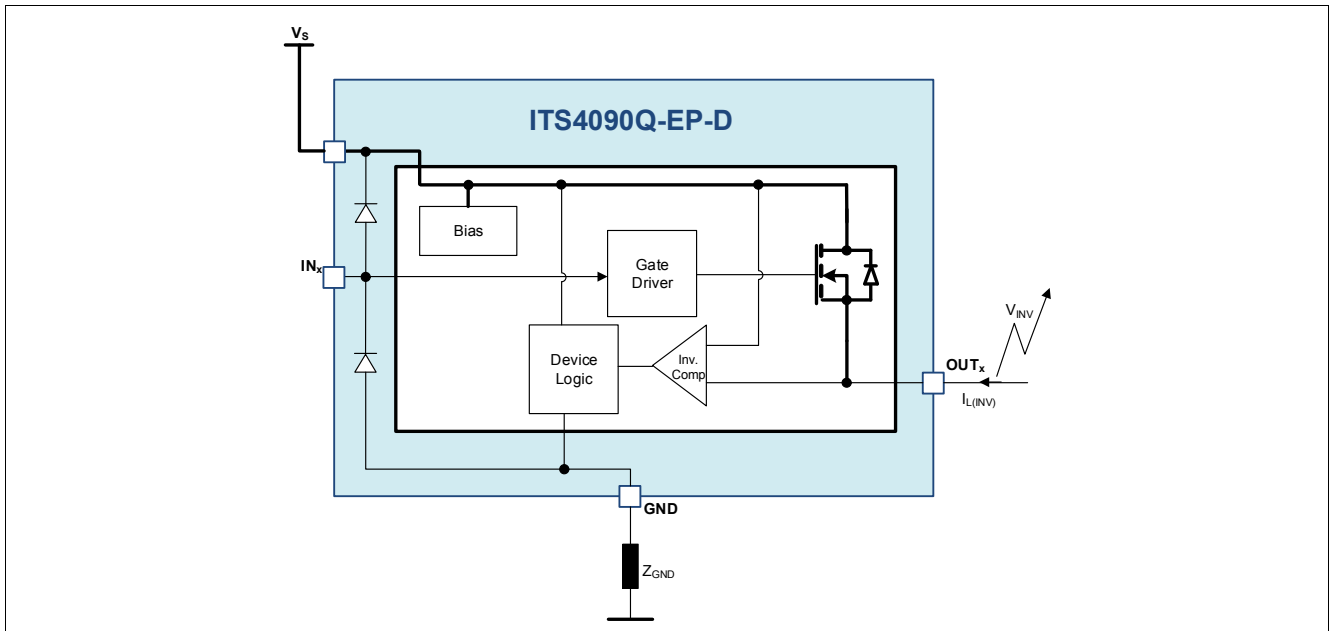 VS
ITS4090Q-EP-D
Bias
INx
Gate
Driver
VINV
Device
Logic
Inv.
Comp
OUTx
IL(INV)
GND
ZGND